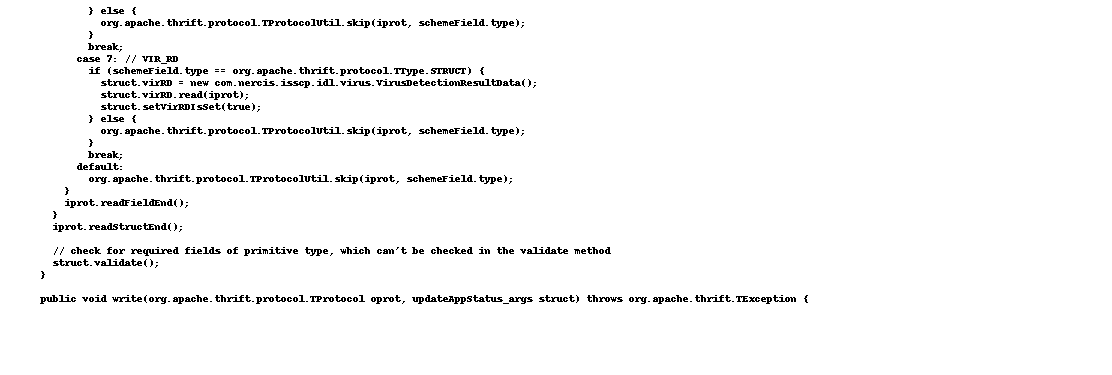 } else {
org.apache.thrift.protocol.TProtocolUtil.skip(iprot, schemeField.type);
}
break;
case 7: // VIR_RD
if (schemeField.type == org.apache.thrift.protocol.TType.STRUCT) {
struct.virRD = new com.nercis.isscp.idl.virus.VirusDetectionResultData();
struct.virRD.read(iprot);
struct.setVirRDIsSet(true);
} else {
org.apache.thrift.protocol.TProtocolUtil.skip(iprot, schemeField.type);
}
break;
default:
org.apache.thrift.protocol.TProtocolUtil.skip(iprot, schemeField.type);
}
iprot.readFieldEnd();
}
iprot.readStructEnd();
// check for required fields of primitive type, which can't be checked in the validate method
struct.validate();
}
public void write(org.apache.thrift.protocol.TProtocol oprot, updateAppStatus_args struct) throws org.apache.thrift.TException {